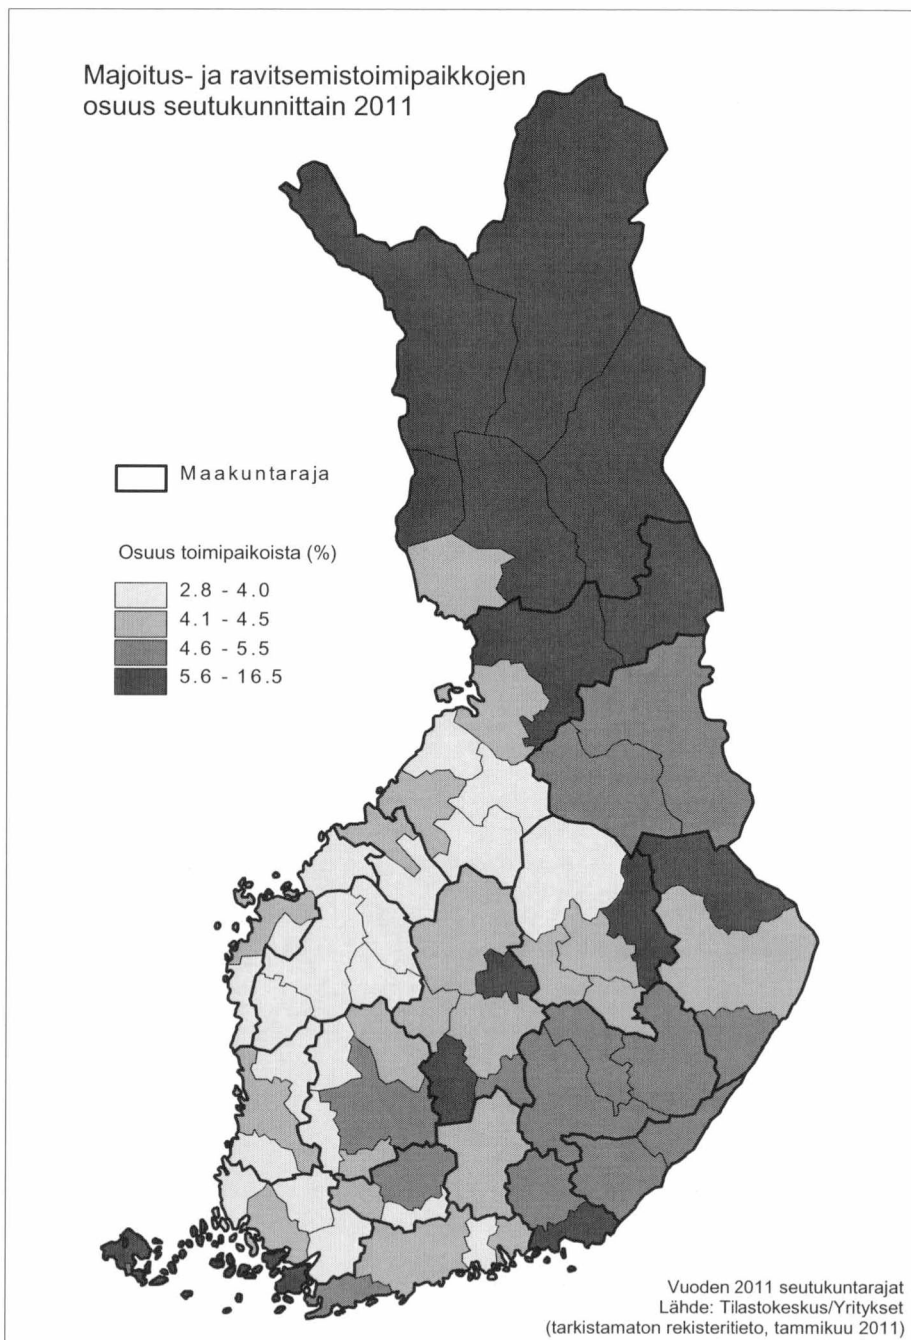 Majoitus- ja ravitsemistoimipaikkojen
osuus seutukunnittain 2011
Maakuntaraja
Osuus toimipaikoista (%)
2.8 - 4.0
4.1 - 4.5
4.6 - 5.5
5.6 - 16.5
Vuoden 2011 seutukuntarajat
Lähde: Tilastokeskus/Yritykset
(tarkistamaton rekisteritieto, tammikuu 2011)